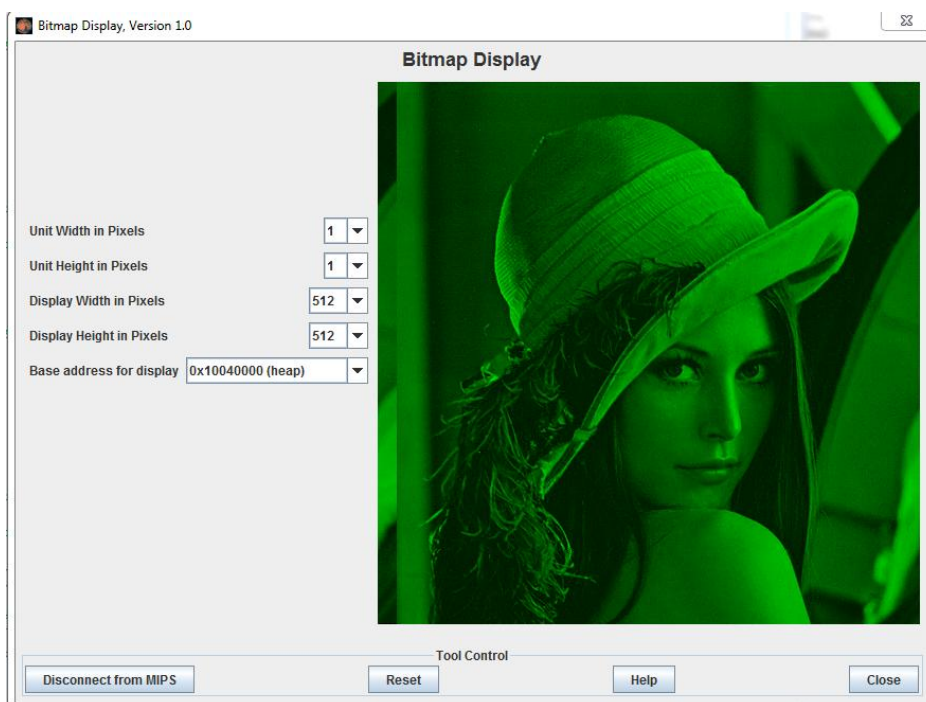 Bitmap Display, Version 1.0
Bitmap Display
Unit Width in Pixels 1
Unit Height in Pixels 1
Display Width in Pixels 512
Display Height in Pixels 512
Base address for display 0x10040000 (heap)
Tool Control
Disconnect from MIPS Reset Help Close